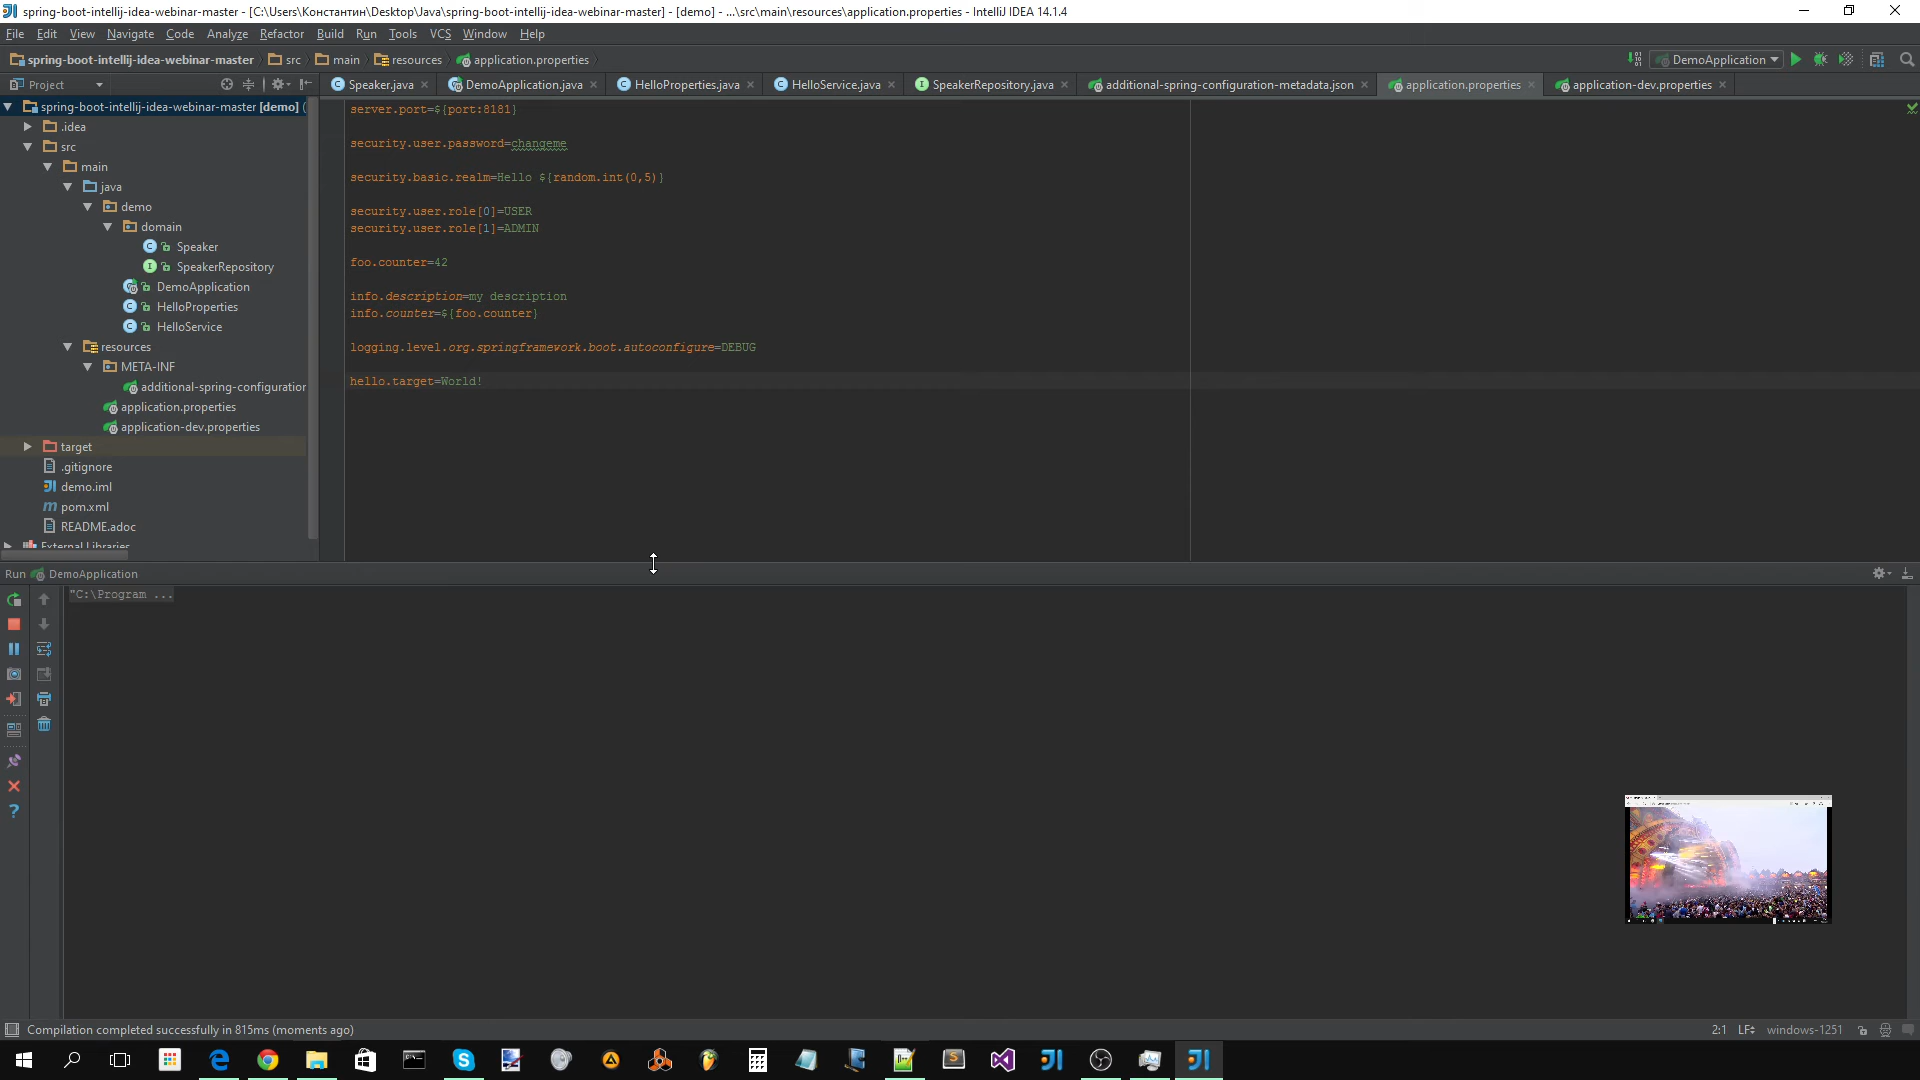 spring-boot-intellij-idea-webinar-master - [C:\Users\Константин\Desktop\Java\spring-boot-intellij-idea-webinar-master] - [demo] - ...\src\main\resources\application.properties - IntelliJ IDEA 14.1.4
File Edit View Navigate Code Analyze Refactor Build Run Tools VCS Window Help
spring-boot-intellij-idea-webinar-master src main resources application.properties DemoApplication
Project Speaker.java DemoApplication.java HelloProperties.java HelloService.java SpeakerRepository.java additional-spring-configuration-metadata.json application.properties application-dev.properties
spring-boot-intellij-idea-webinar-master [demo] (
.idea
src
main
java
demo
domain
Speaker
SpeakerRepository
DemoApplication
HelloProperties
HelloService
resources
META-INF
additional-spring-configuration
application.properties
application-dev.properties
target
.gitignore
demo.iml
pom.xml
README.adoc
External Libraries
server.port=${port:8181}
security.user.password=changeme
security.basic.realm=Hello ${random.int(0,5)}
security.user.role[0]=USER
security.user.role[1]=ADMIN
foo.counter=42
info.description=my description
info.counter=${foo.counter}
logging.level.org.springframework.boot.autoconfigure=DEBUG
hello.target=World!
Run DemoApplication
"C:\Program ...
Compilation completed successfully in 815ms (moments ago) 2:1 LF÷ windows-1251